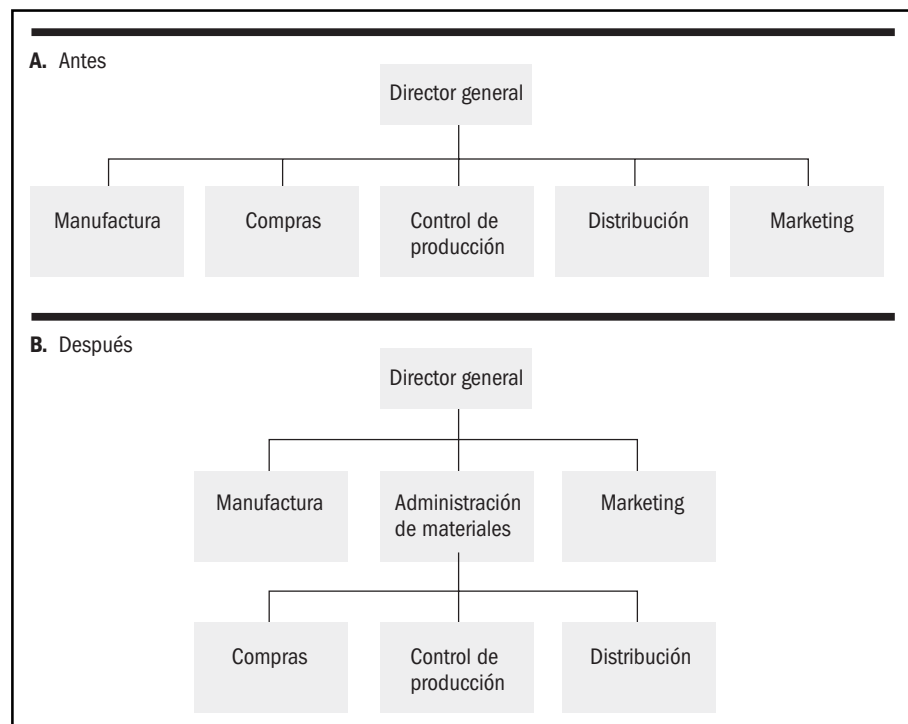 A. Antes
Director general
Manufactura
Compras
Control de
producción
Distribución
Marketing
B. Después
Director general
Manufactura
Administración
de materiales
Marketing
Compras
Control de
producción
Distribución